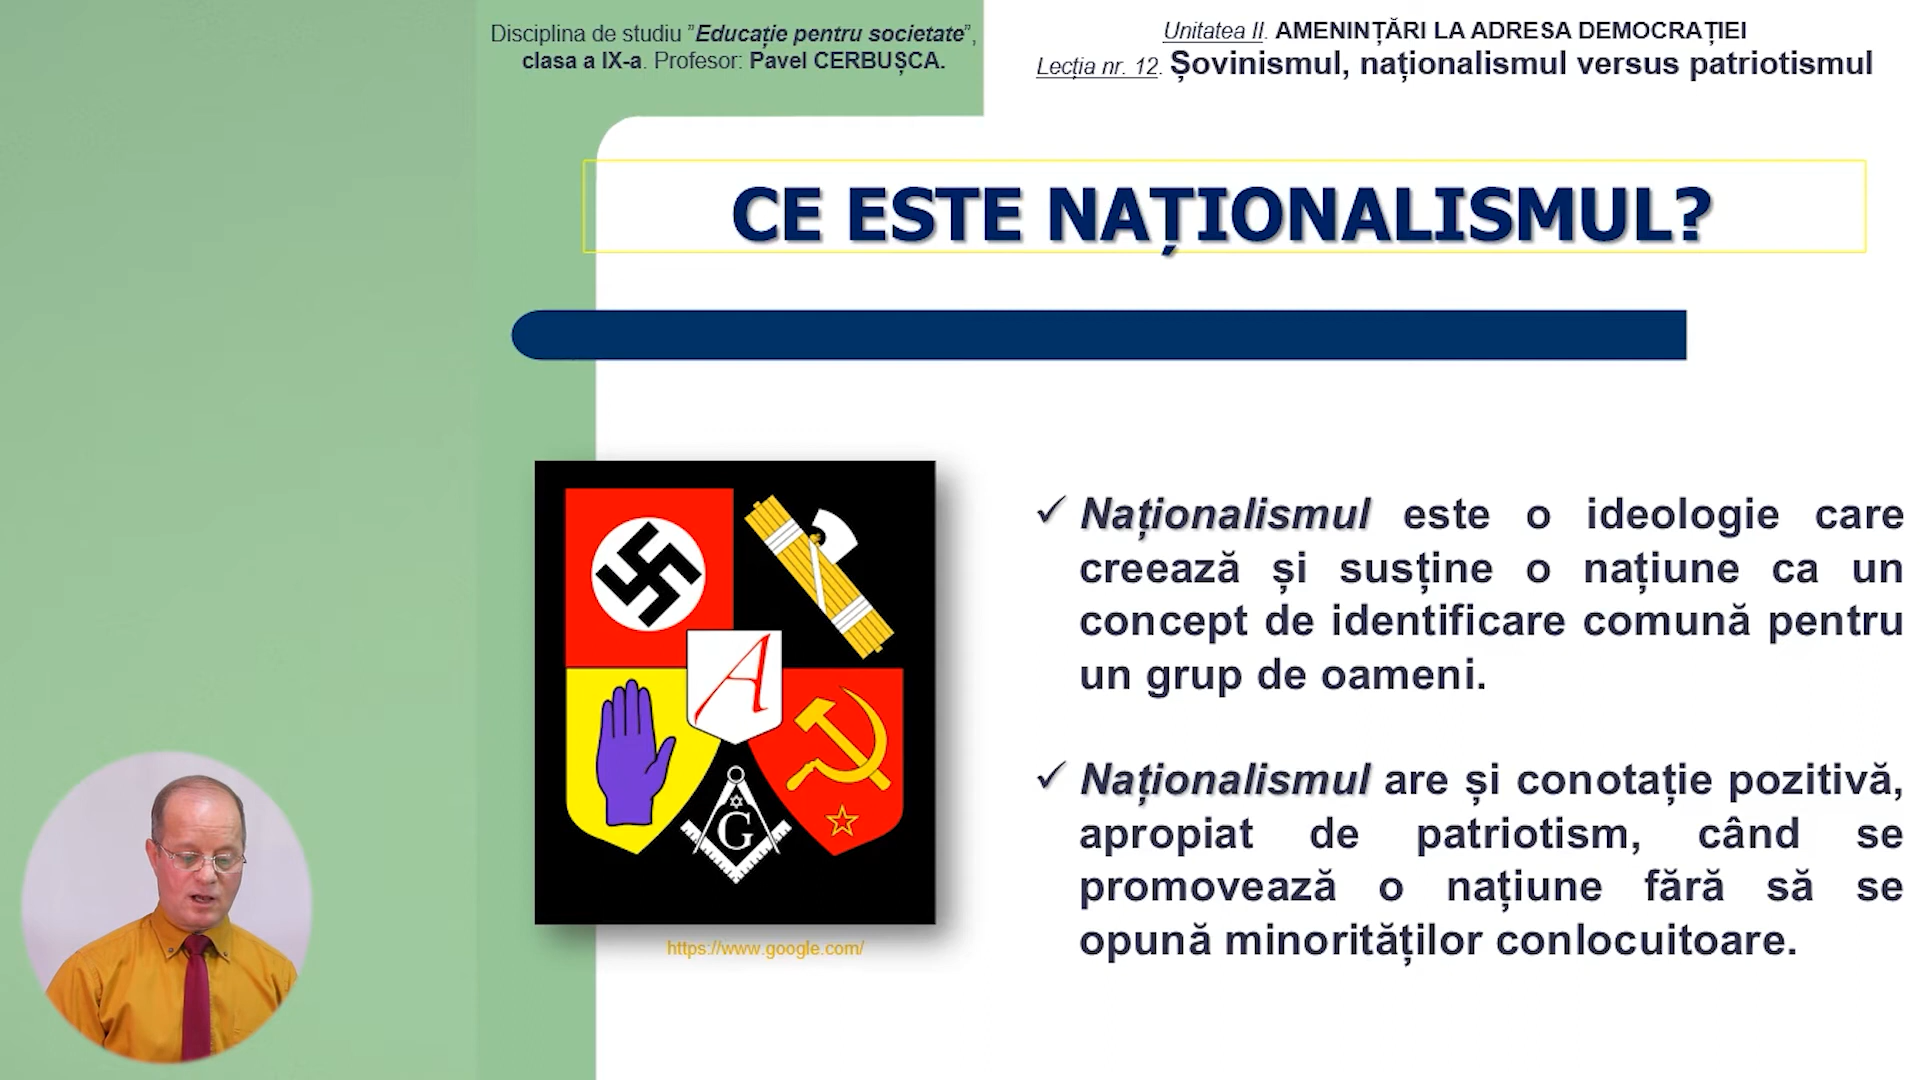 Disciplina de studiu ”Educație pentru societate”,
clasa a IX-a. Profesor: Pavel CERBUȘCA.
Unitatea II. AMENINȚĂRI LA ADRESA DEMOCRAȚIEI
Lecția nr. 12. Șovinismul, naționalismul versus patriotismul
CE ESTE NAȚIONALISMUL?
A
G
https://www.google.com/
✓ Naționalismul este o ideologie care
creează și susține o națiune ca un
concept de identificare comună pentru
un grup de oameni.
✓ Naționalismul are și conotație pozitivă,
apropiat de patriotism, când se
promovează o națiune fără să se
opună minorităților conlocuitoare.